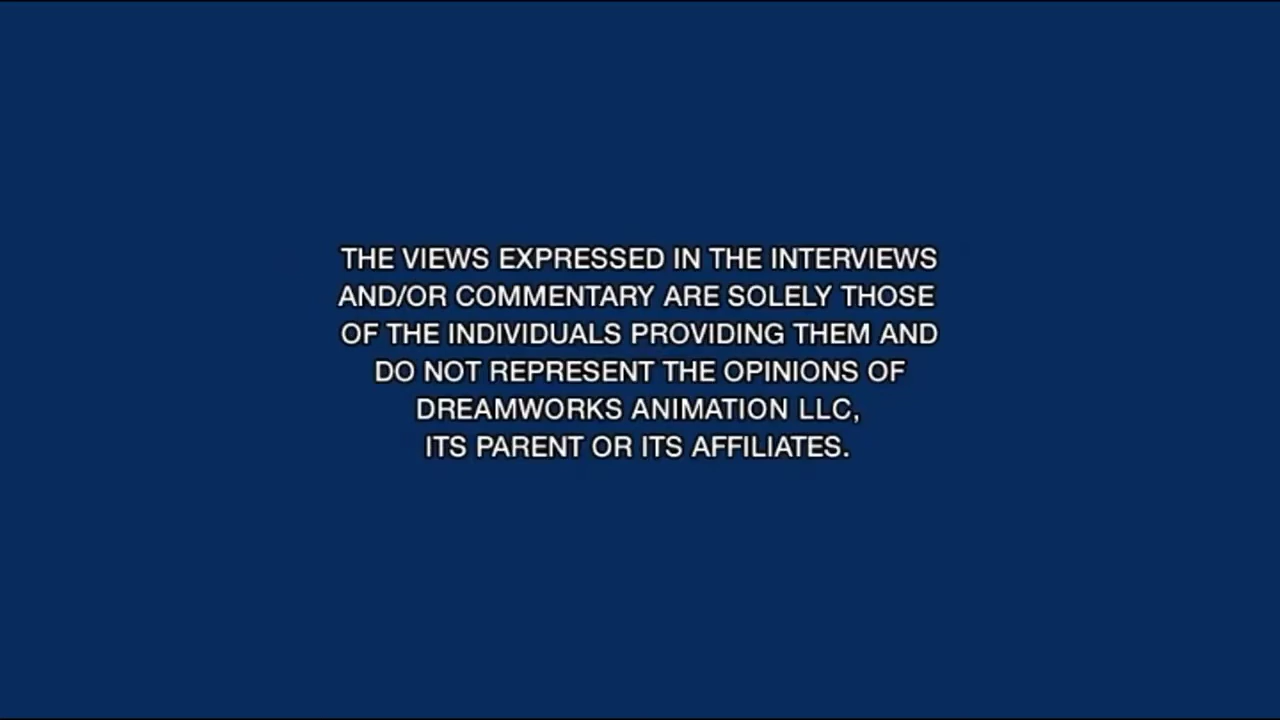 THE VIEWS EXPRESSED IN THE INTERVIEWS
AND/OR COMMENTARY ARE SOLELY THOSE
OF THE INDIVIDUALS PROVIDING THEM AND
DO NOT REPRESENT THE OPINIONS OF
DREAMWORKS ANIMATION LLC,
ITS PARENT OR ITS AFFILIATES.